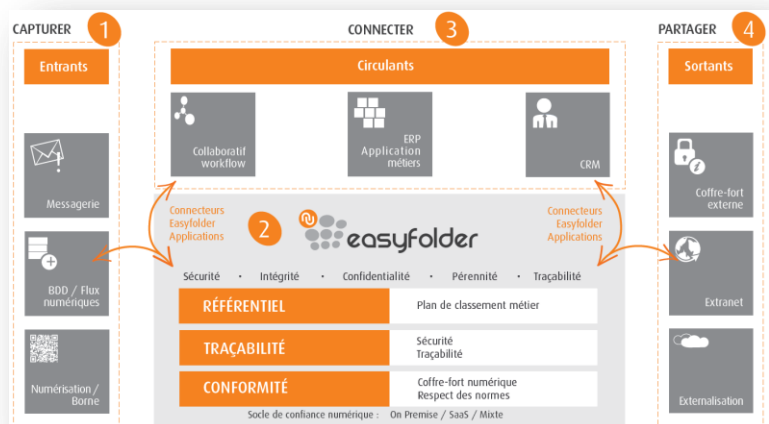 CAPTURER 1
Entrants
Messagerie
BDD / Flux
numériques
Numérisation /
Borne
CONNECTER 3
Circulants
Collaboratif
workflow
ERP
Application
métiers
CRM
Connecteurs
Easyfolder
Applications
2
easyfolder
Connecteurs
Easyfolder
Applications
Sécurité · Intégrité · Confidentialité · Pérennité · Traçabilité
RÉFÉRENTIEL
Plan de classement métier
TRAÇABILITÉ
Sécurité
Traçabilité
CONFORMITÉ
Coffre-fort numérique
Respect des normes
Socle de confiance numérique : On Premise / SaaS / Mixte
PARTAGER 4
Sortants
Coffre-fort
externe
Extranet
Externalisation